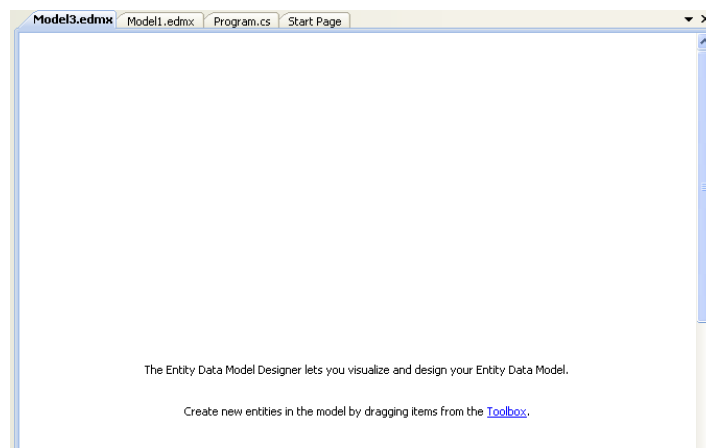 Model3.edmx Model1.edmx Program.cs Start Page
The Entity Data Model Designer lets you visualize and design your Entity Data Model.
Create new entities in the model by dragging items from the Toolbox.